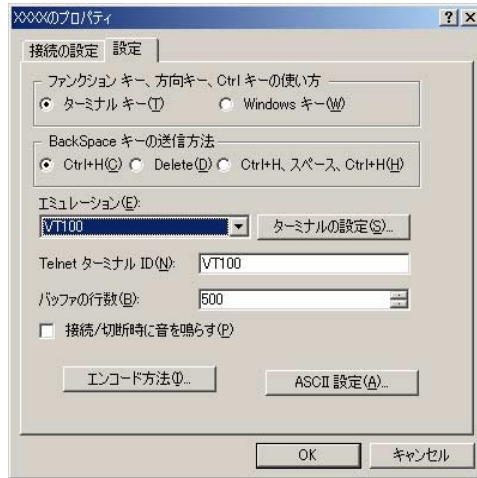 XXXXのプロパティ
接続の設定 設定
ファンクション キー、方向キー、Ctrl キーの使い方
ターミナル キー(T) Windows キー(W)
BackSpace キーの送信方法
Ctrl+H(C) Delete(D) Ctrl+H、スペース、Ctrl+H(H)
エミュレーション(E):
VT100 ターミナルの設定(S)...
Telnet ターミナル ID(N): VT100
バッファの行数(B): 500
接続/切断時に音を鳴らす(P)
エンコード方法(I)... ASCII 設定(A)...
OK キャンセル